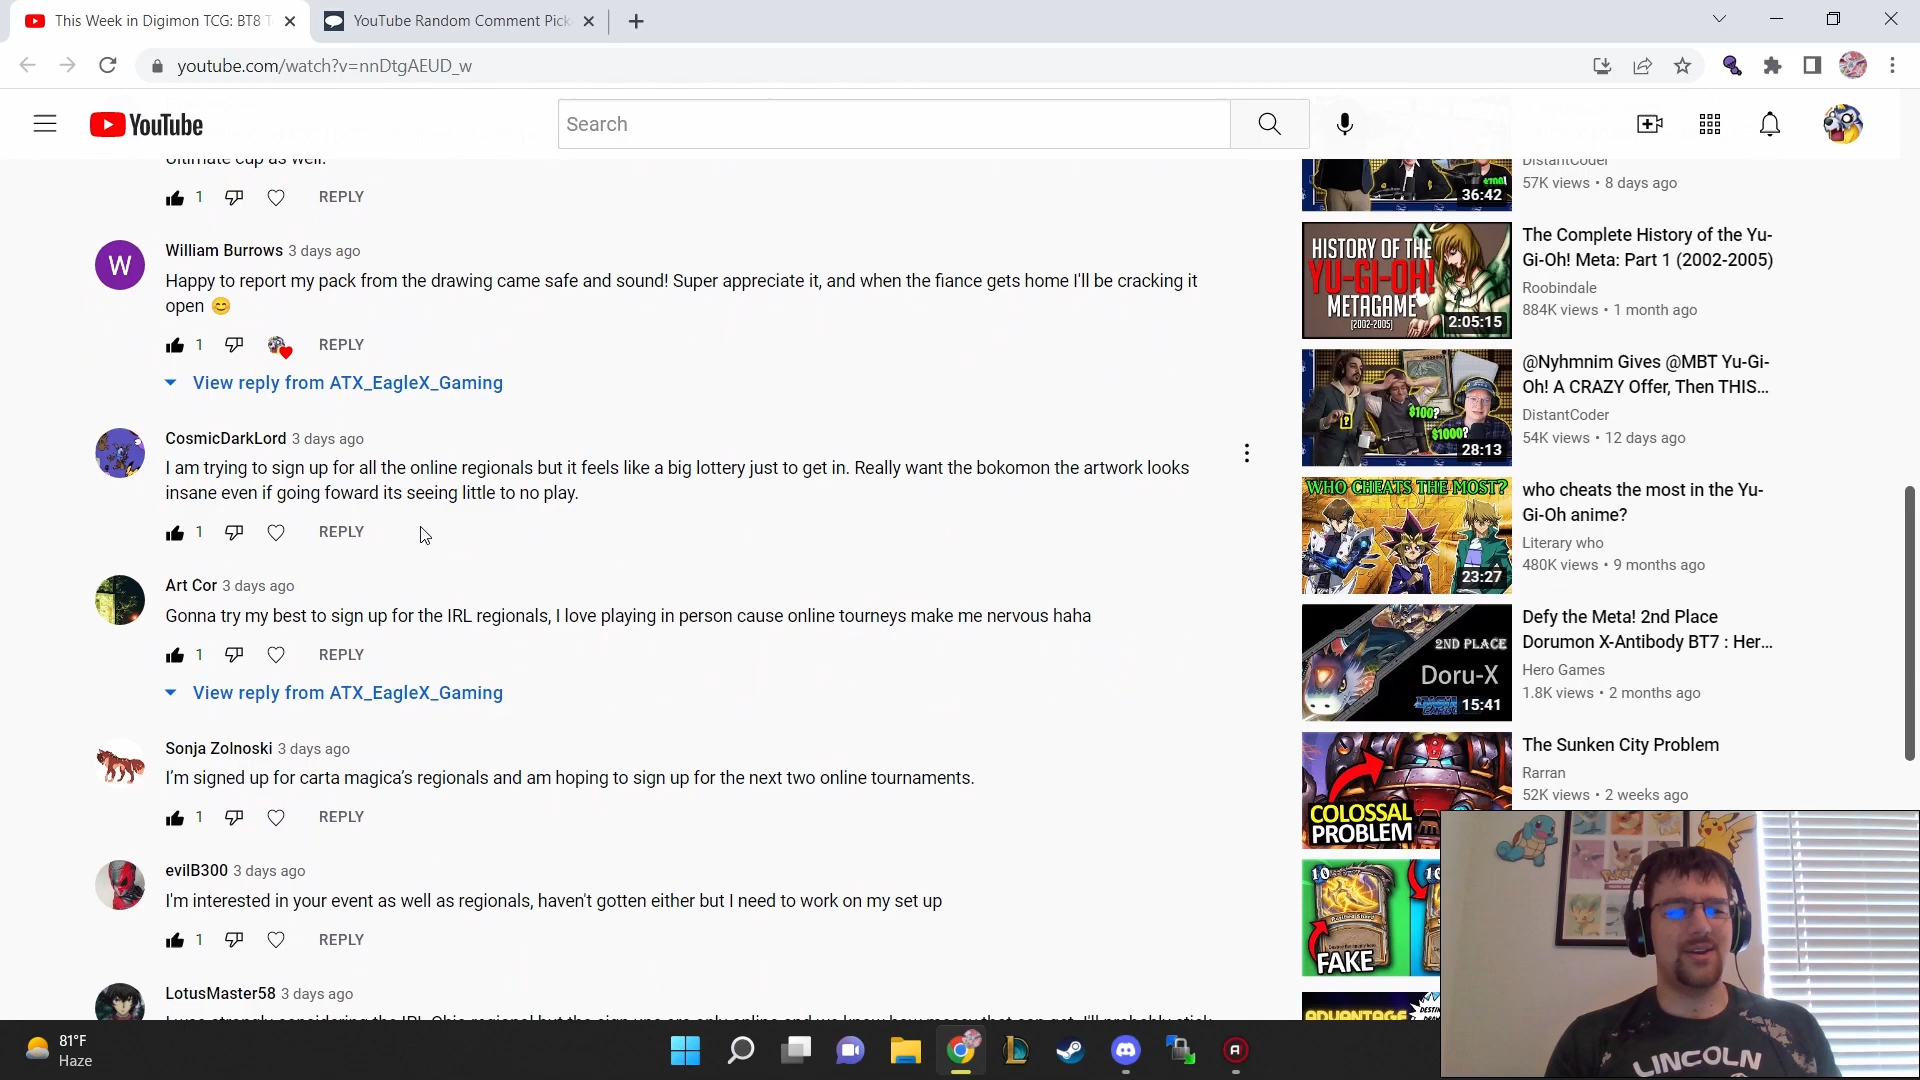 This Week in Digimon TCG: BT8 T
YouTube Random Comment Pick
youtube.com/watch?v=nnDtgAEUD_w
YouTube
Search
Ultimate cup as well.
1 REPLY
William Burrows 3 days ago
Happy to report my pack from the drawing came safe and sound! Super appreciate it, and when the fiance gets home I'll be cracking it
open 😊
1 REPLY
View reply from ATX_EagleX_Gaming
CosmicDarkLord 3 days ago
I am trying to sign up for all the online regionals but it feels like a big lottery just to get in. Really want the bokomon the artwork looks
insane even if going foward its seeing little to no play.
1 REPLY
Art Cor 3 days ago
Gonna try my best to sign up for the IRL regionals, I love playing in person cause online tourneys make me nervous haha
1 REPLY
View reply from ATX_EagleX_Gaming
Sonja Zolnoski 3 days ago
I'm signed up for carta magica's regionals and am hoping to sign up for the next two online tournaments.
1 REPLY
evilB300 3 days ago
I'm interested in your event as well as regionals, haven't gotten either but I need to work on my set up
1 REPLY
LotusMaster58 3 days ago
W
DistantCoder
57K views • 8 days ago
36:42
HISTORY OF THE
YU-GI-OH!
METAGAME
[2002-2005]
2:05:15
The Complete History of the Yu-
Gi-Oh! Meta: Part 1 (2002-2005)
Roobindale
884K views • 1 month ago
$100?
$1000?
28:13
@Nyhmnim Gives @MBT Yu-Gi-
Oh! A CRAZY Offer, Then THIS...
DistantCoder
54K views • 12 days ago
WHO CHEATS THE MOST?
23:27
who cheats the most in the Yu-
Gi-Oh anime?
Literary who
480K views • 9 months ago
2ND PLACE
Doru-X
15:41
Defy the Meta! 2nd Place
Dorumon X-Antibody BT7 : Her...
Hero Games
1.8K views • 2 months ago
COLOSSAL
PROBLEM
The Sunken City Problem
Rarran
52K views • 2 weeks ago
10
FAKE
ADVANTAGE
LINCOLN
81°F
Haze